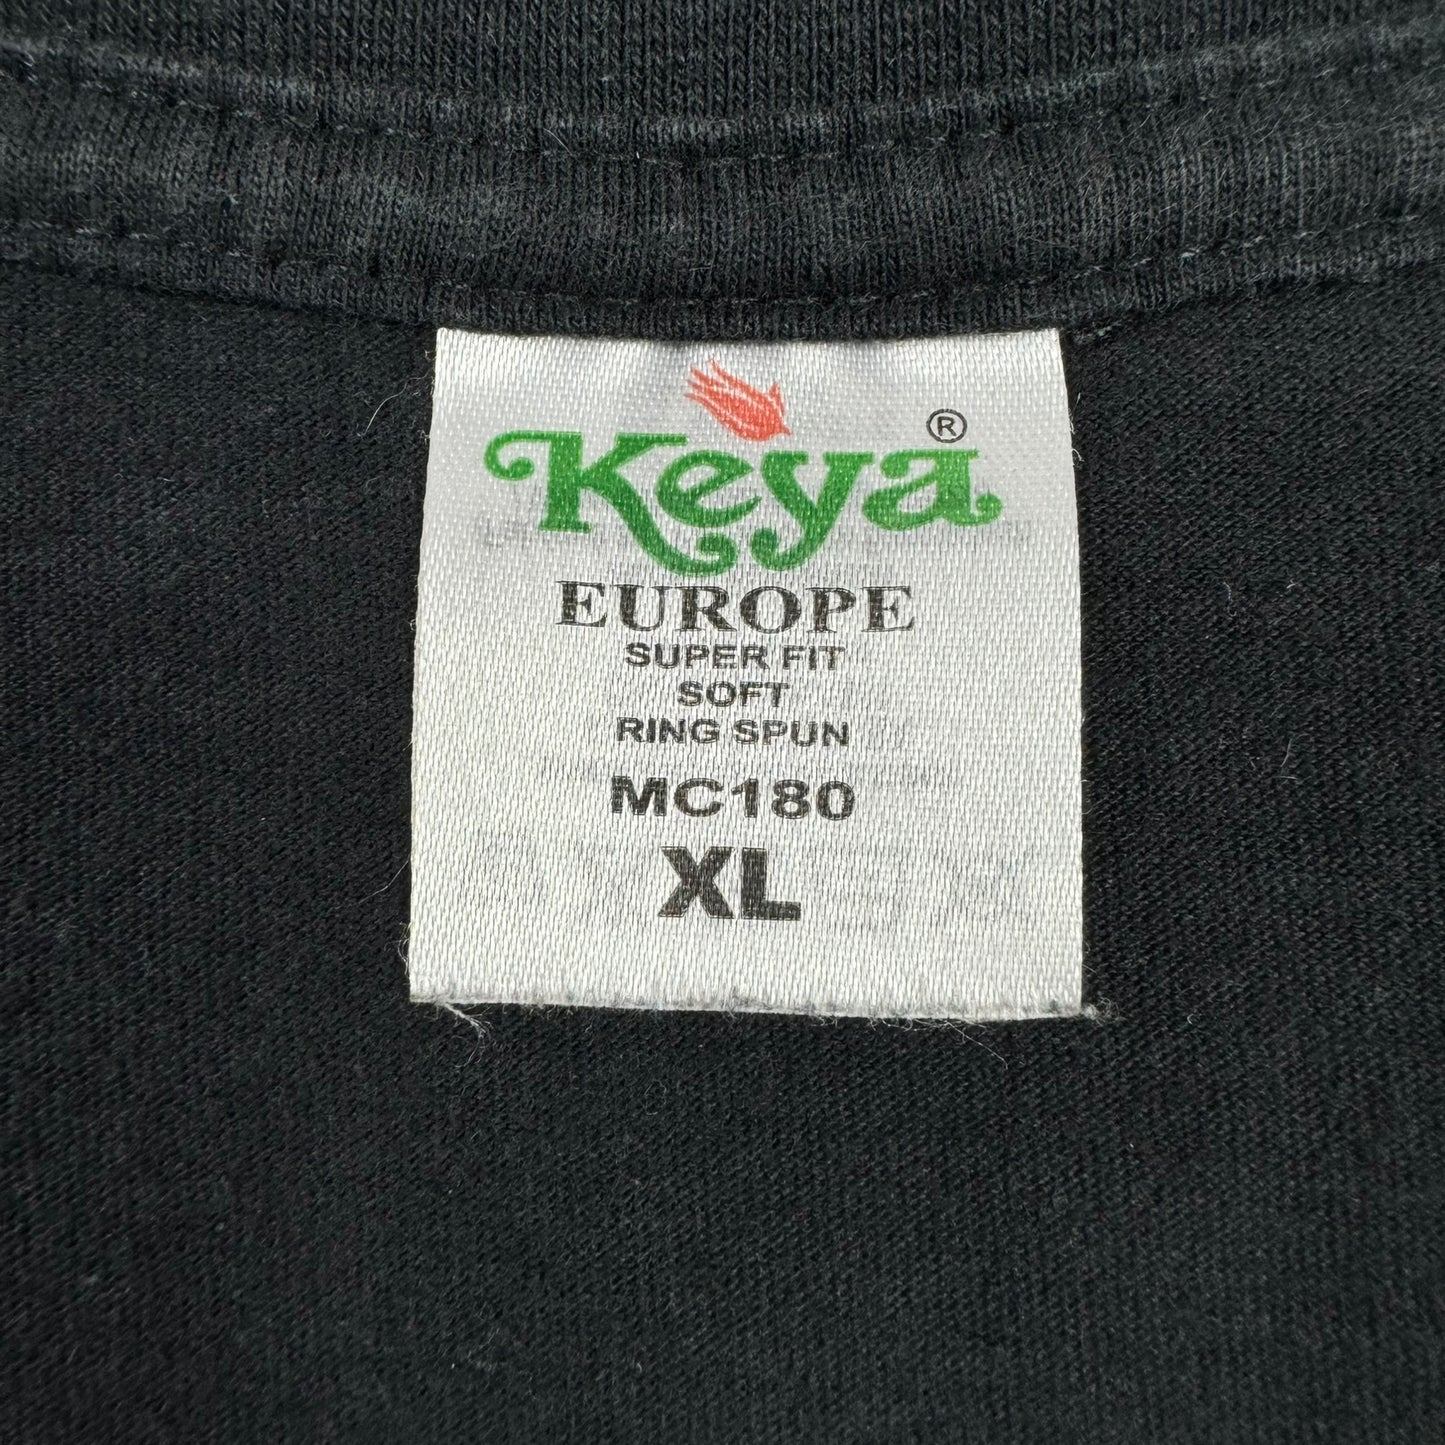 Keya ®
EUROPE
SUPER FIT
SOFT
RING SPUN
MC180
XL